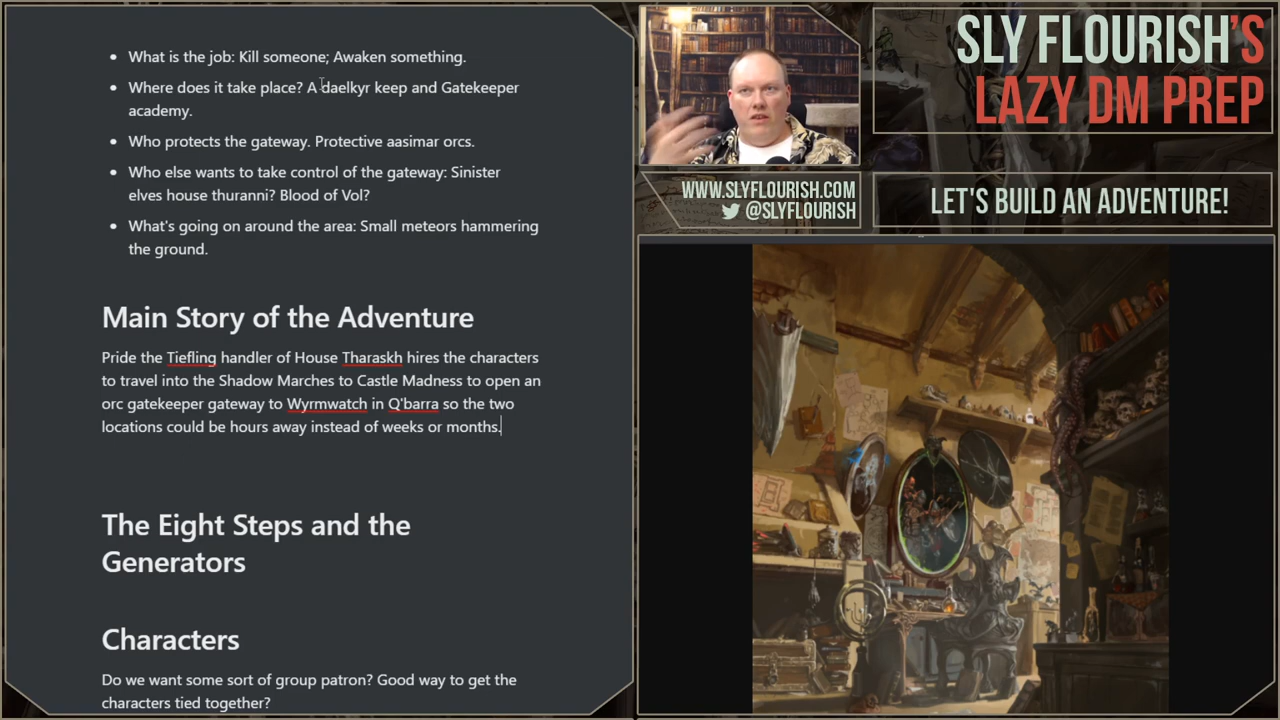 What is the job: Kill someone; Awaken something.
Where does it take place? A daelkyr keep and Gatekeeper
academy.
Who protects the gateway. Protective aasimar orcs.
Who else wants to take control of the gateway: Sinister
elves house thuranni? Blood of Vol?
What's going on around the area: Small meteors hammering
the ground.
Main Story of the Adventure
Pride the Tiefling handler of House Tharaskh hires the characters
to travel into the Shadow Marches to Castle Madness to open an
orc gatekeeper gateway to Wyrmwatch in Q'barra so the two
locations could be hours away instead of weeks or months.
The Eight Steps and the
Generators
Characters
Do we want some sort of group patron? Good way to get the
characters tied together?
SLY FLOURISH'S
LAZY DM PREP
WWW.SLYFLOURISH.COM
@SLYFLOURISH
LET'S BUILD AN ADVENTURE!